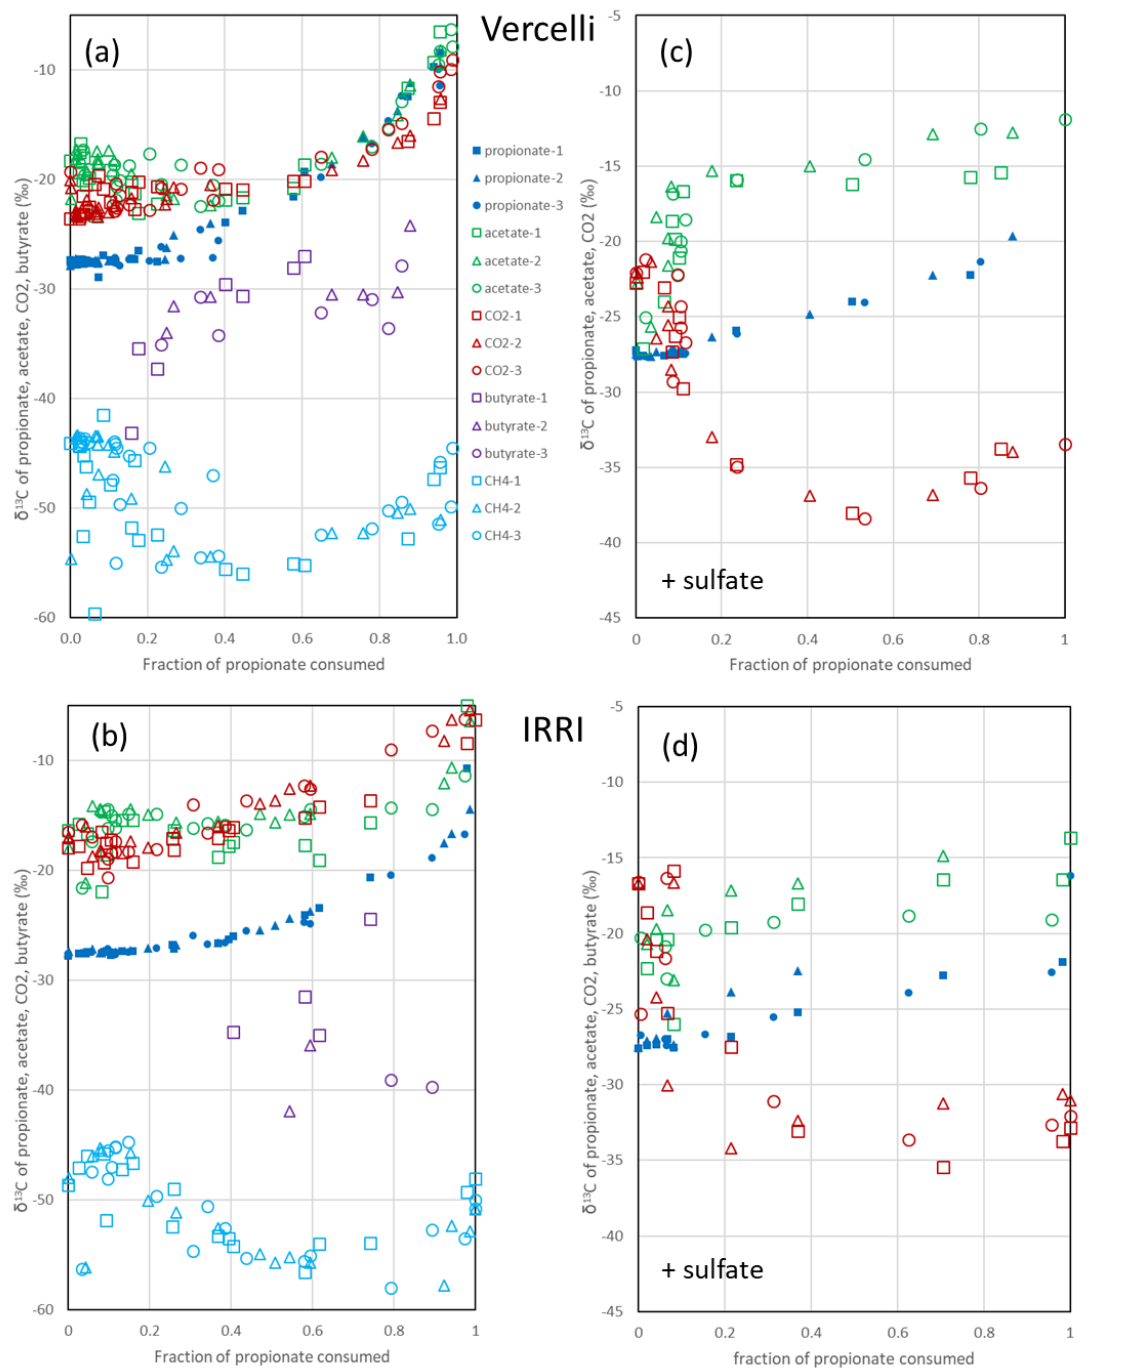 Vercelli
(a)
-10
-20
-30
-40
-50
-60
0.0 0.2 0.4 0.6 0.8 1.0
Fraction of propionate consumed
δ¹³C of propionate, acetate, CO2, butyrate (‰)
propionate-1
propionate-2
propionate-3
acetate-1
acetate-2
acetate-3
CO2-1
CO2-2
CO2-3
butyrate-1
butyrate-2
butyrate-3
CH4-1
CH4-2
CH4-3
(c)
-5
-10
-15
-20
-25
-30
-35
-40
-45
+ sulfate
0 0.2 0.4 0.6 0.8 1
Fraction of propionate consumed
δ¹³C of propionate, acetate, CO2 (‰)
IRRI
(b)
-10
-20
-30
-40
-50
-60
0 0.2 0.4 0.6 0.8 1
Fraction of propionate consumed
δ¹³C of propionate, acetate, CO2, butyrate (‰)
(d)
-5
-10
-15
-20
-25
-30
-35
-40
-45
+ sulfate
0 0.2 0.4 0.6 0.8 1
fraction of propionate consumed
δ¹³C of propionate, acetate, CO2, butyrate (‰)